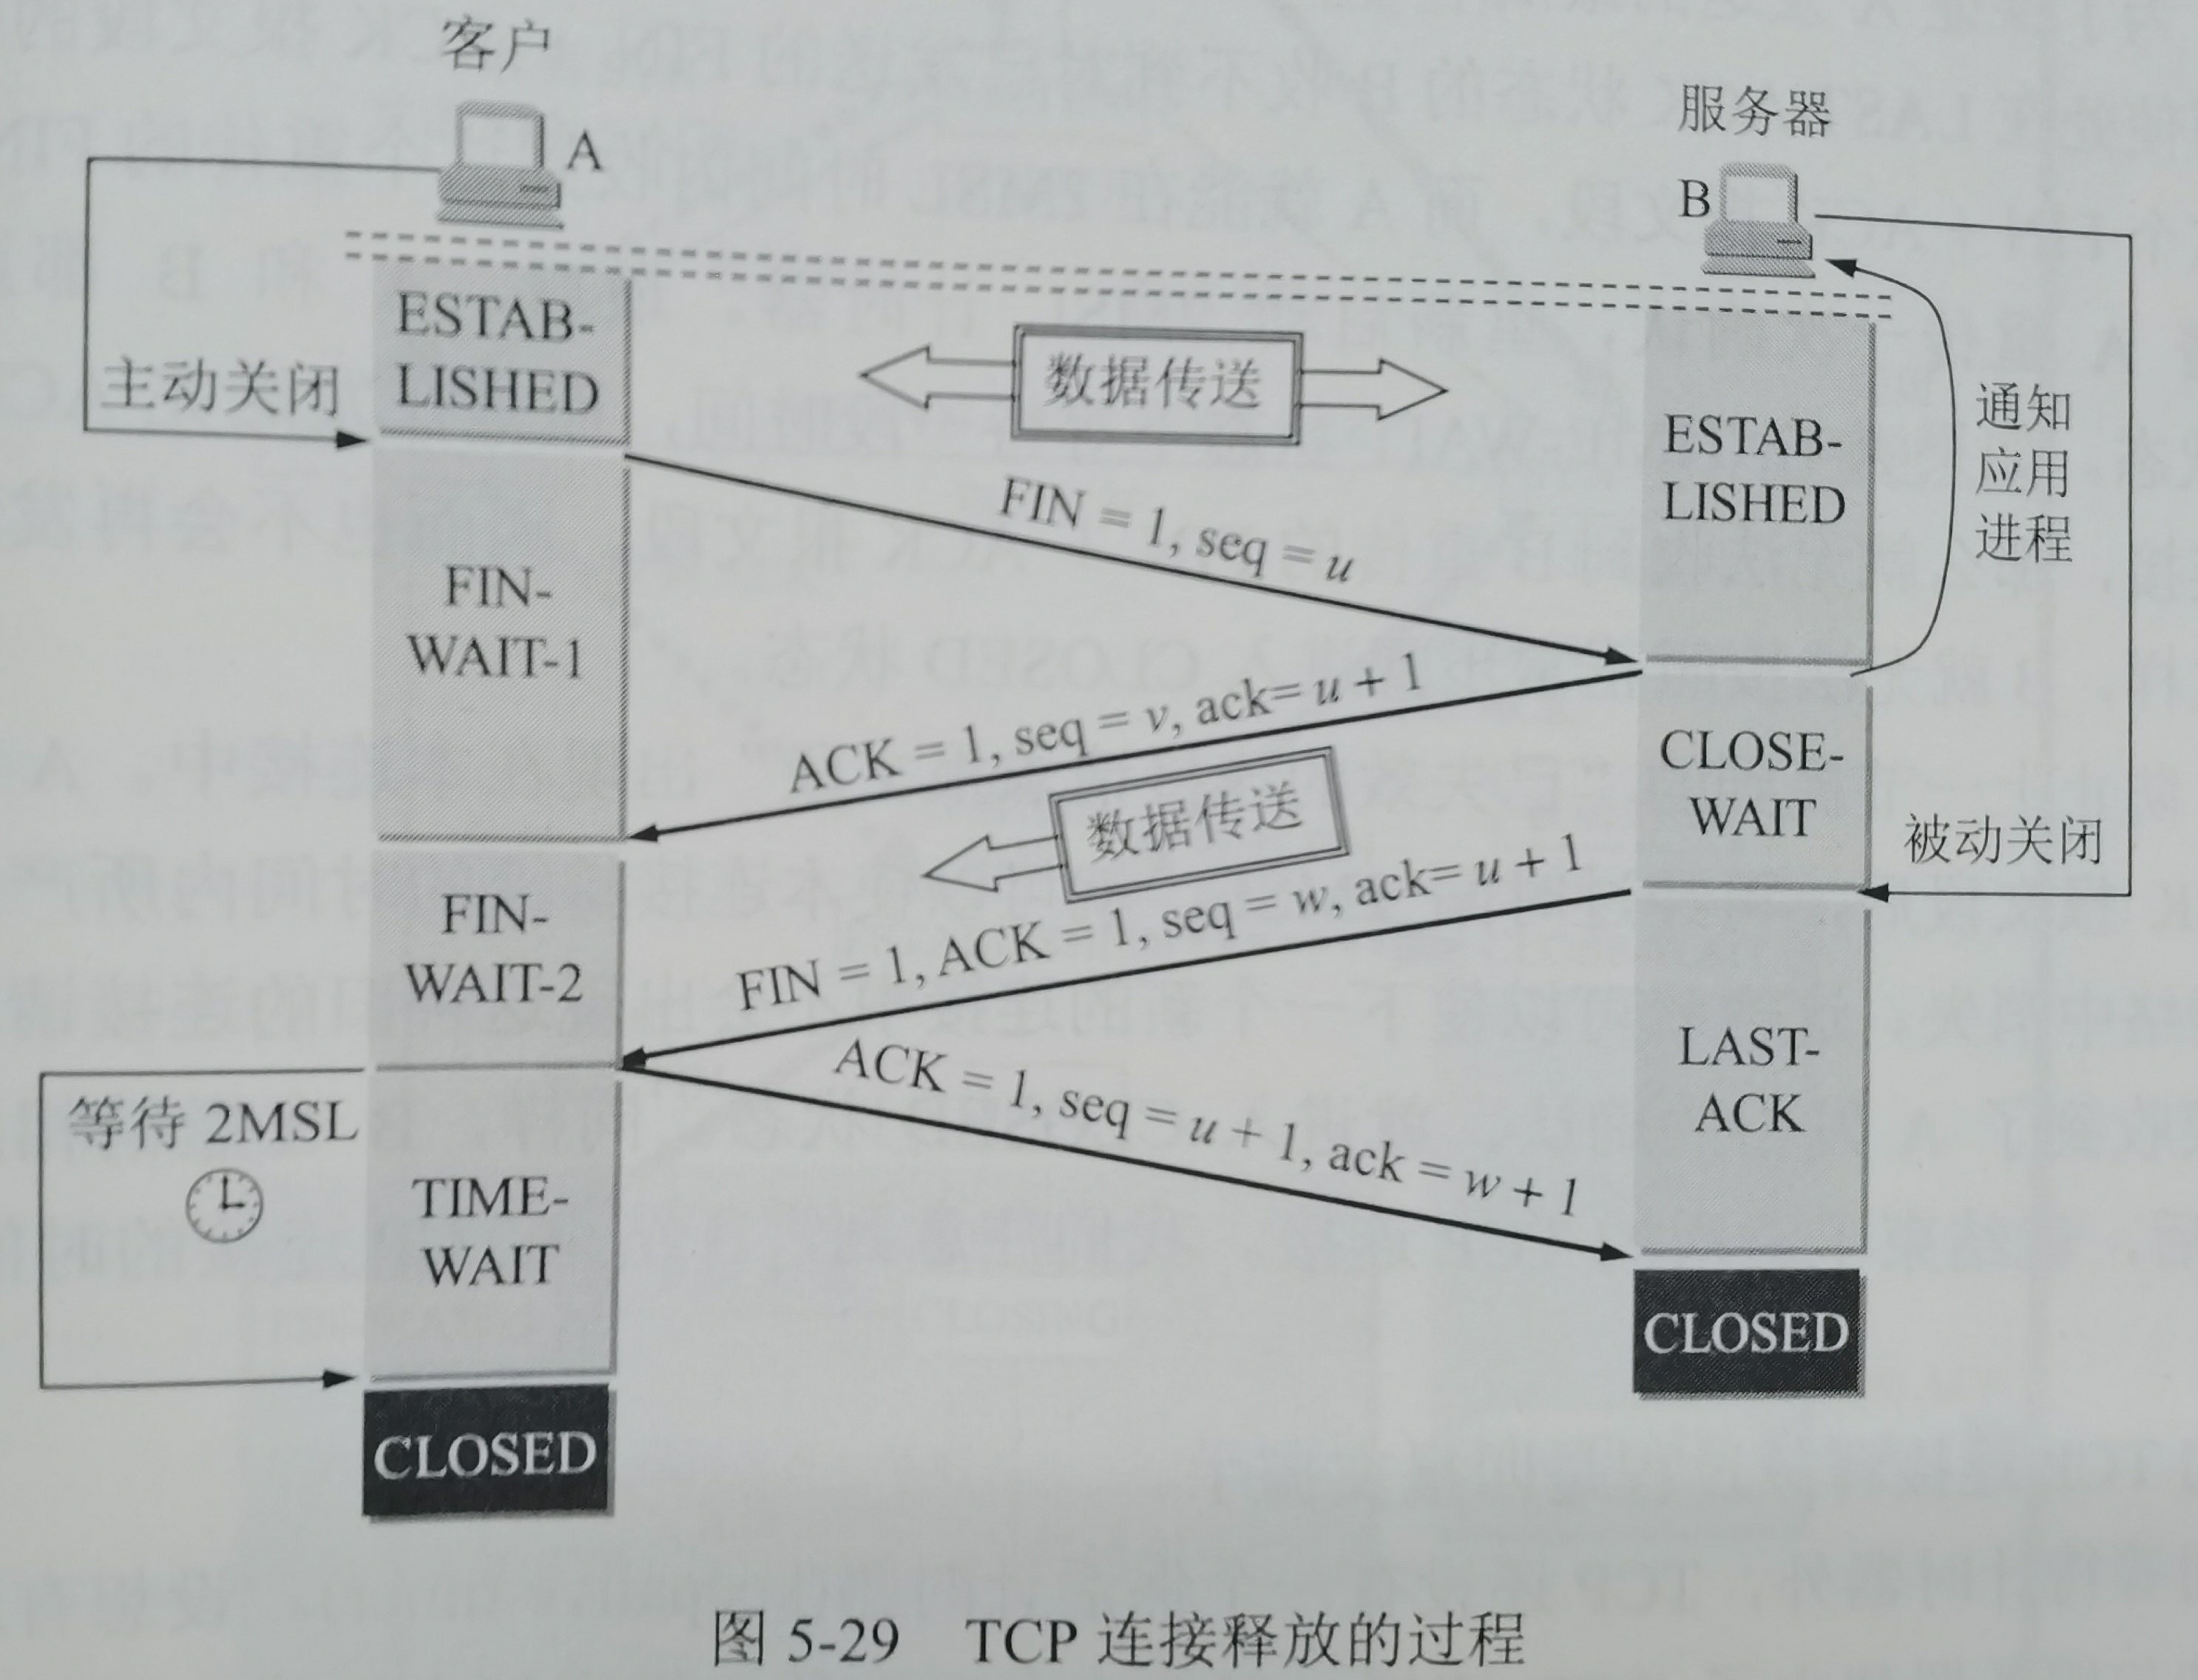 客户
A
服务器
B
ESTAB-
LISHED
主动关闭
数据传送
ESTAB-
LISHED
通知
应用
进程
FIN = 1, seq = u
FIN-
WAIT-1
ACK = 1, seq = v, ack= u + 1
CLOSE-
WAIT
数据传送
被动关闭
FIN-
WAIT-2
FIN = 1, ACK = 1, seq = w, ack= u + 1
LAST-
ACK
ACK = 1, seq = u + 1, ack = w + 1
等待 2MSL
TIME-
WAIT
CLOSED
CLOSED
图 5-29 TCP 连接释放的过程